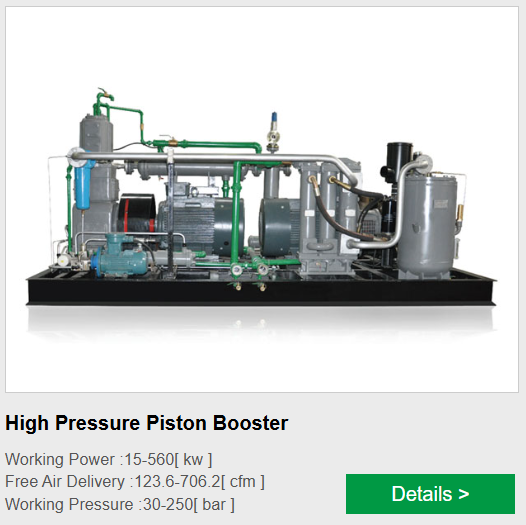 High Pressure Piston Booster
Working Power :15-560[ kw ]
Free Air Delivery :123.6-706.2[ cfm ]
Working Pressure :30-250[ bar ]
Details >